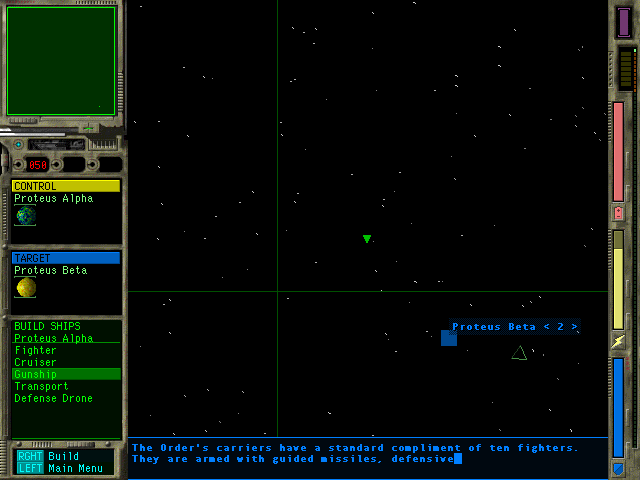 050
CONTROL
Proteus Alpha
TARGET
Proteus Beta
BUILD SHIPS
Proteus Alpha
Fighter
Cruiser
Gunship
Transport
Defense Drone
RGHT Build
LEFT Main Menu
Proteus Beta < 2 >
The Order's carriers have a standard compliment of ten fighters.
They are armed with guided missiles, defensive